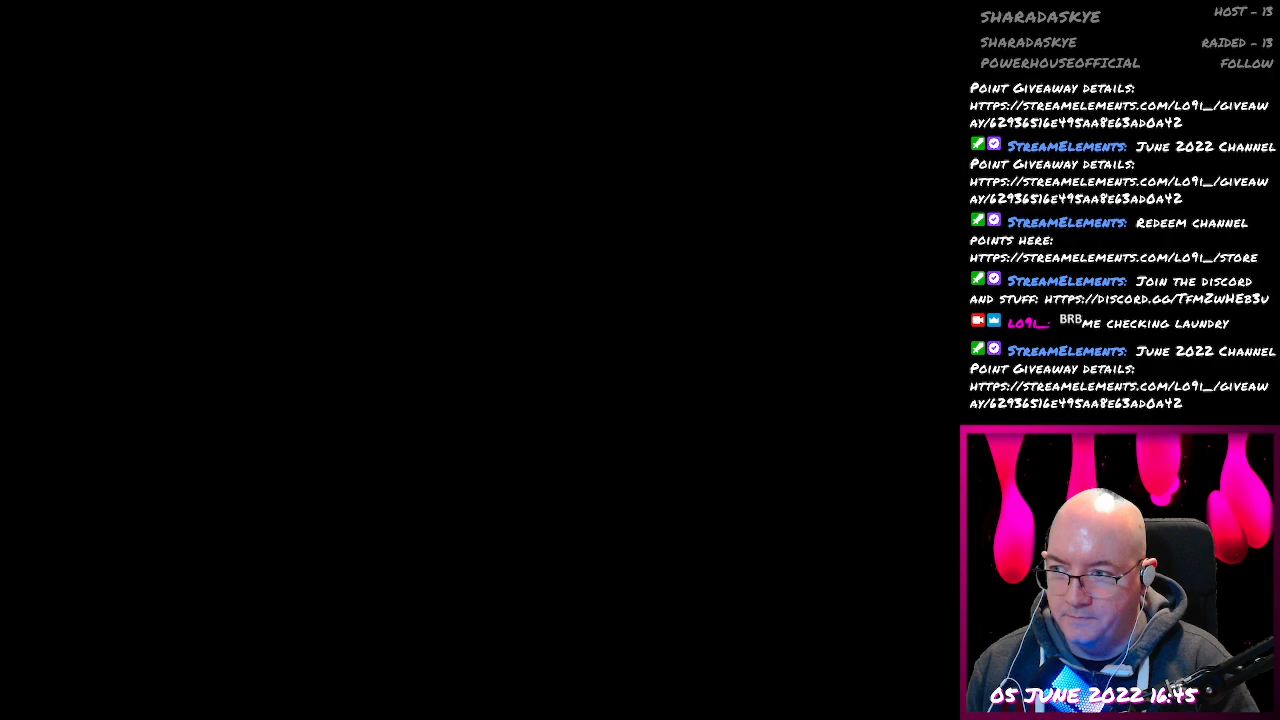 SHARADASKYE HOST - 13
SHARADASKYE RAIDED - 13
POWERHOUSEOFFICIAL FOLLOW
POINT GIVEAWAY DETAILS:
HTTPS://STREAMELEMENTS.COM/LO9I_/GIVEAW
AY/62936516E495AA8E63AD0A42
STREAMELEMENTS: JUNE 2022 CHANNEL
POINT GIVEAWAY DETAILS:
HTTPS://STREAMELEMENTS.COM/LO9I_/GIVEAW
AY/62936516E495AA8E63AD0A42
STREAMELEMENTS: REDEEM CHANNEL
POINTS HERE:
HTTPS://STREAMELEMENTS.COM/LO9I_/STORE
STREAMELEMENTS: JOIN THE DISCORD
AND STUFF: HTTPS://DISCORD.GG/TFMZWHEB3U
LO9I_: BRB ME CHECKING LAUNDRY
STREAMELEMENTS: JUNE 2022 CHANNEL
POINT GIVEAWAY DETAILS:
HTTPS://STREAMELEMENTS.COM/LO9I_/GIVEAW
AY/62936516E495AA8E63AD0A42
05 JUNE 2022 16:45